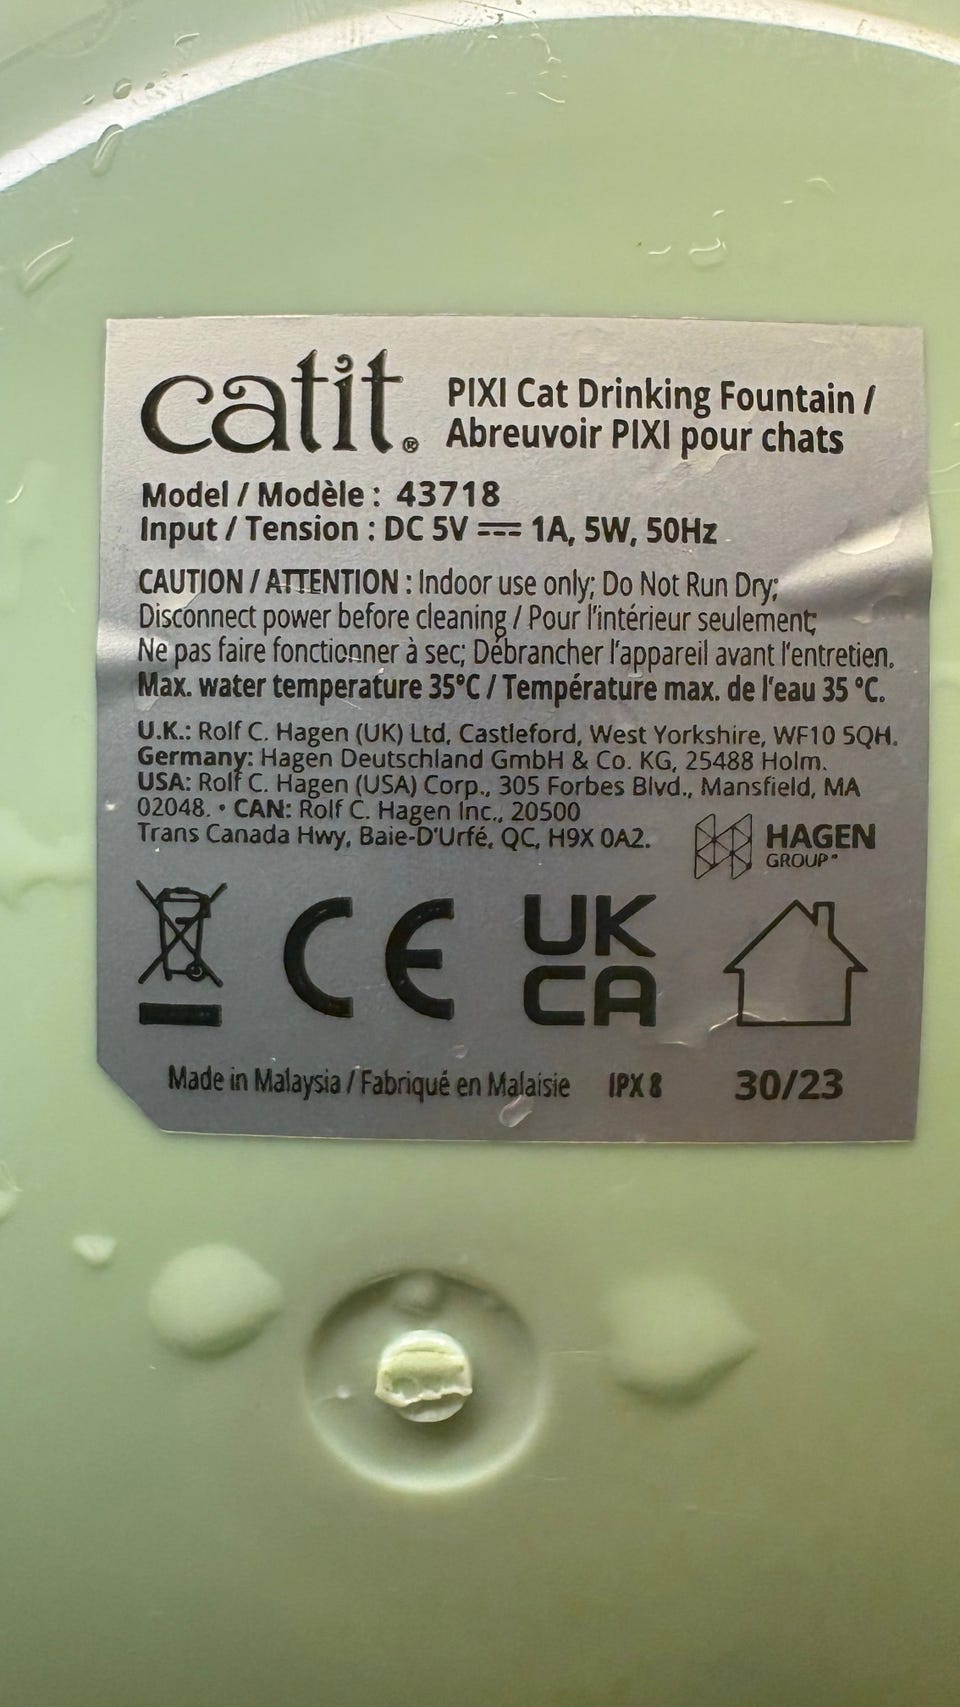 catit®
PIXI Cat Drinking Fountain /
Abreuvoir PIXI pour chats
Model / Modèle : 43718
Input / Tension : DC 5V ⎓ 1A, 5W, 50Hz
CAUTION / ATTENTION : Indoor use only; Do Not Run Dry;
Disconnect power before cleaning / Pour l'intérieur seulement;
Ne pas faire fonctionner à sec; Débrancher l'appareil avant l'entretien.
Max. water temperature 35°C / Température max. de l'eau 35 °C.
U.K.: Rolf C. Hagen (UK) Ltd, Castleford, West Yorkshire, WF10 5QH.
Germany: Hagen Deutschland GmbH & Co. KG, 25488 Holm.
USA: Rolf C. Hagen (USA) Corp., 305 Forbes Blvd., Mansfield, MA
02048. • CAN: Rolf C. Hagen Inc., 20500
Trans Canada Hwy, Baie-D'Urfé, QC, H9X 0A2.
HAGEN
GROUP
CE
UK
CA
Made in Malaysia / Fabriqué en Malaisie IPX8 30/23